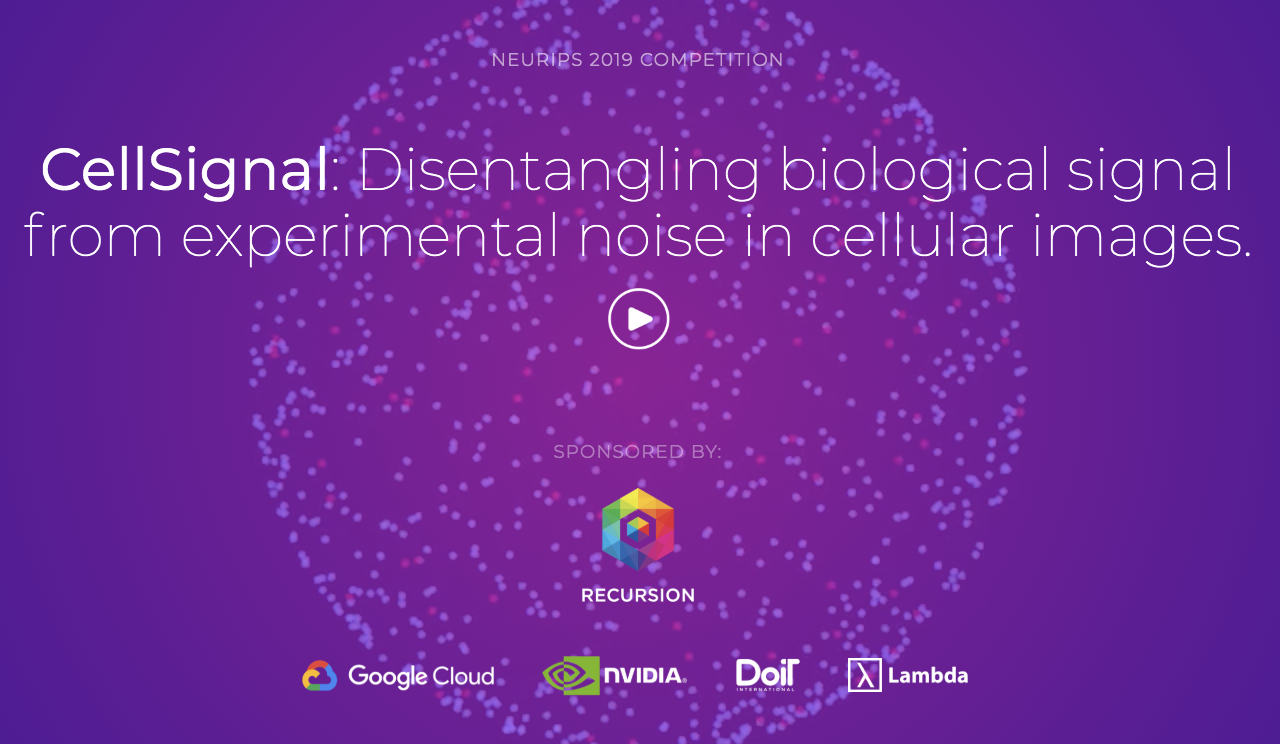 NEURIPS 2019 COMPETITION
CellSignal: Disentangling biological signal
from experimental noise in cellular images.
SPONSORED BY:
RECURSION
Google Cloud
NVIDIA®
DoiT
INTERNATIONAL
λ Lambda